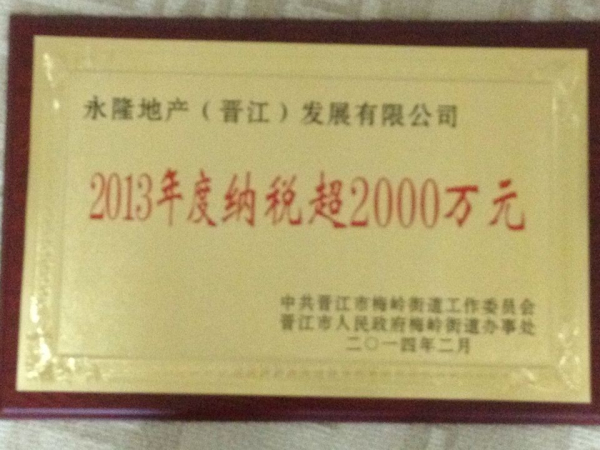 永隆地产（晋江）发展有限公司
2013年度纳税超2000万元
中共晋江市梅岭街道工作委员会
晋江市人民政府梅岭街道办事处
二〇一四年二月